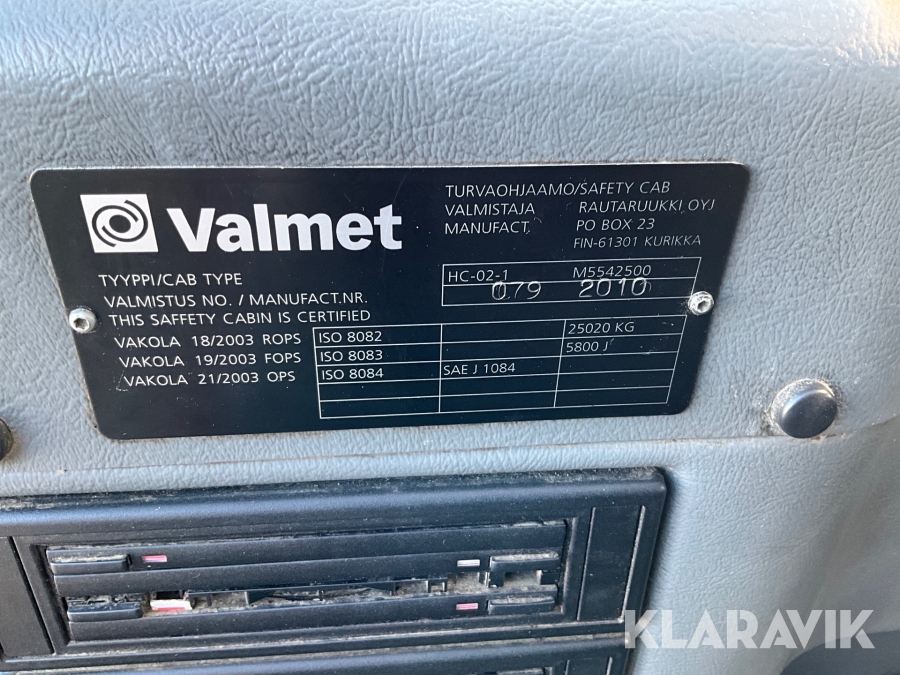 Valmet
TURVAOHJAAMO/SAFETY CAB
VALMISTAJA RAUTARUUKKI OYJ
MANUFACT. PO BOX 23
FIN-61301 KURIKKA
TYYPPI/CAB TYPE HC-02-1 M5542500
VALMISTUS NO. / MANUFACT.NR. 079 2010
THIS SAFFETY CABIN IS CERTIFIED
VAKOLA 18/2003 ROPS ISO 8082 25020 KG
VAKOLA 19/2003 FOPS ISO 8083 5800 J
VAKOLA 21/2003 OPS ISO 8084 SAE J 1084
KLARAVIK